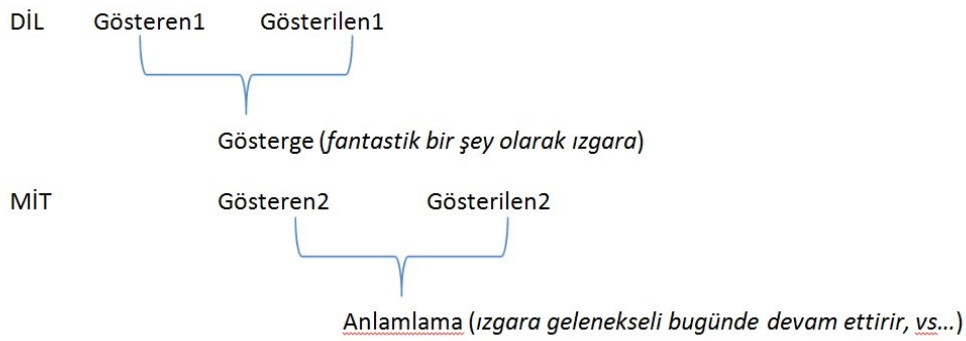 DİL Gösteren1 Gösterilen1
Gösterge (fantastik bir şey olarak ızgara)
MİT Gösteren2 Gösterilen2
Anlamlama (ızgara gelenekseli bugünde devam ettirir, vs...)